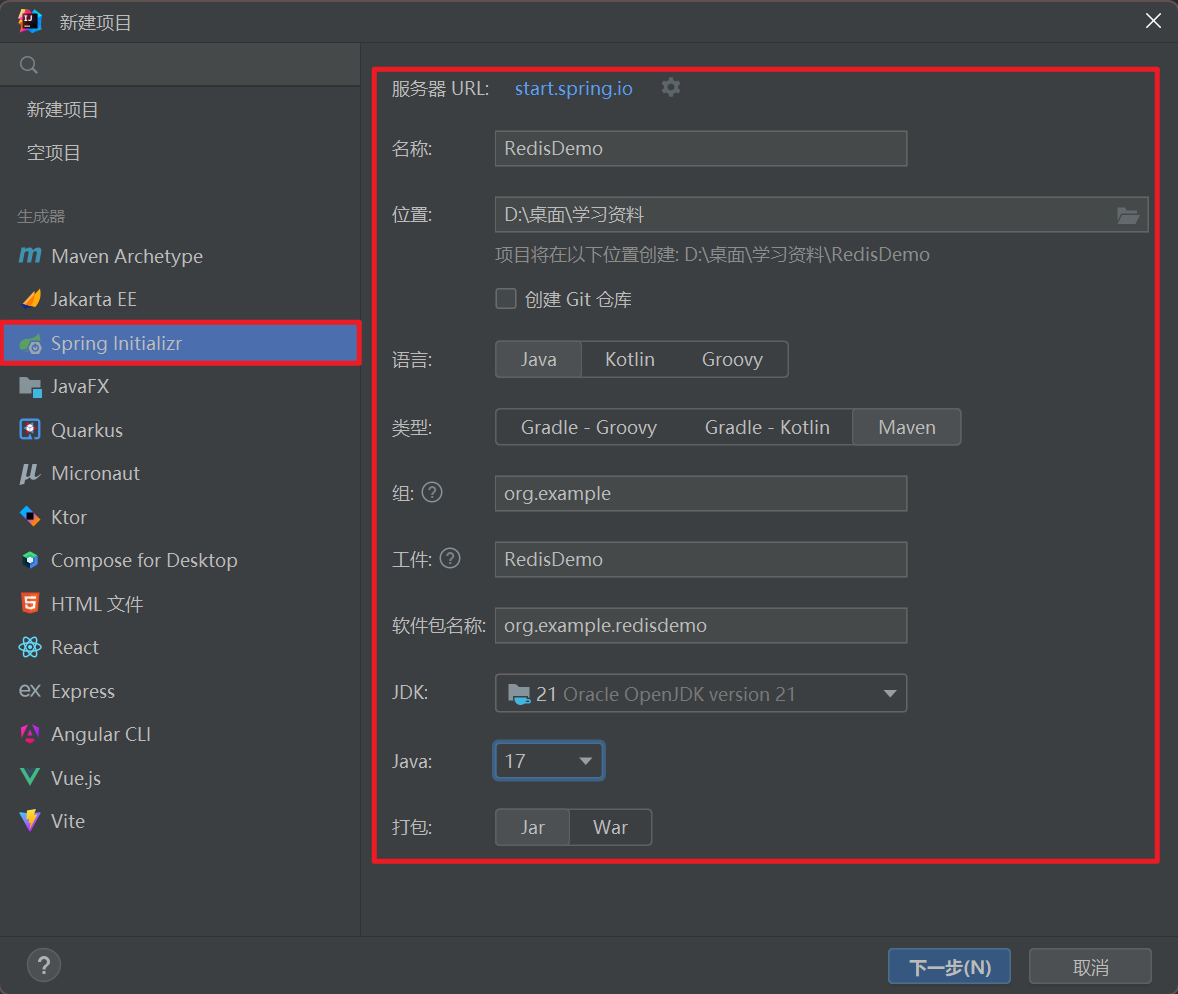 新建项目
新建项目
空项目
生成器
Maven Archetype
Jakarta EE
Spring Initializr
JavaFX
Quarkus
Micronaut
Ktor
Compose for Desktop
HTML 文件
React
Express
Angular CLI
Vue.js
Vite
服务器 URL: start.spring.io
名称: RedisDemo
位置: D:\桌面\学习资料
项目将在以下位置创建: D:\桌面\学习资料\RedisDemo
创建 Git 仓库
语言: Java Kotlin Groovy
类型: Gradle - Groovy Gradle - Kotlin Maven
组: ? org.example
工件: ? RedisDemo
软件包名称: org.example.redisdemo
JDK: 21 Oracle OpenJDK version 21
Java: 17
打包: Jar War
? 下一步(N) 取消